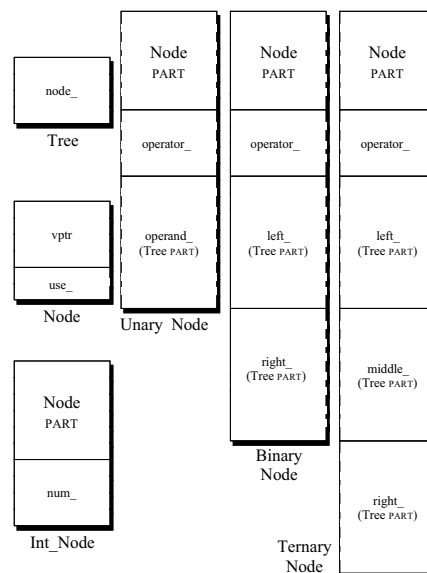 node_
Tree
vptr
use_
Node
Node
PART
num_
Int_Node
Node
PART
operator_
operand_
(Tree PART)
Unary Node
Node
PART
operator_
left_
(Tree PART)
right_
(Tree PART)
Binary
Node
Node
PART
operator_
left_
(Tree PART)
middle_
(Tree PART)
right_
(Tree PART)
Ternary
Node